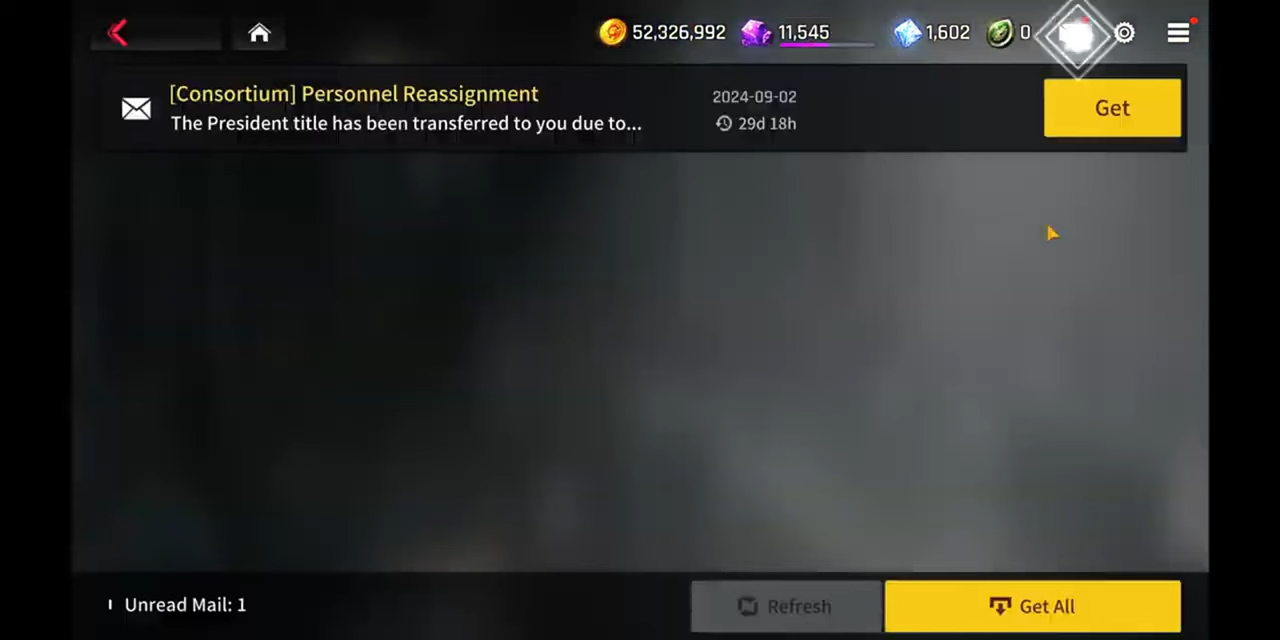 52,326,992 11,545 1,602 0
[Consortium] Personnel Reassignment
The President title has been transferred to you due to...
2024-09-02
29d 18h
Get
Unread Mail: 1
Refresh
Get All